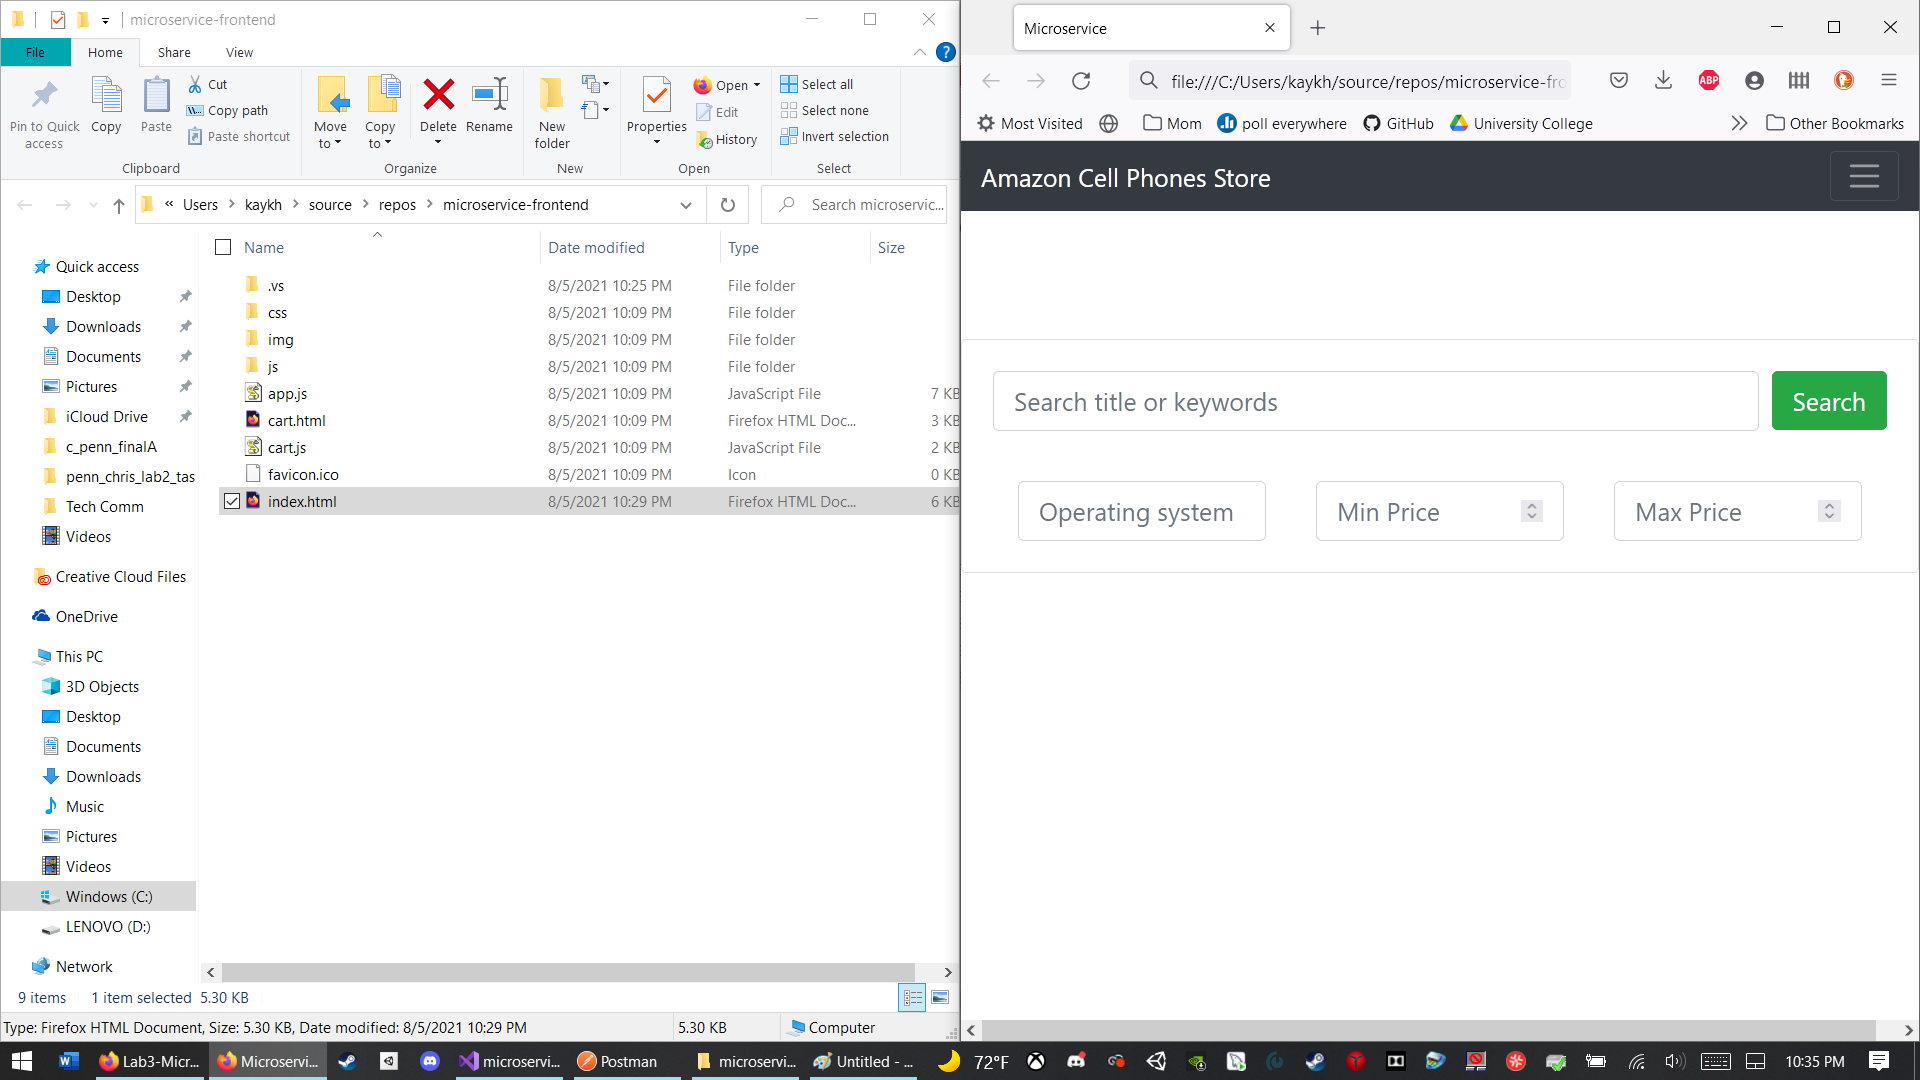 microservice-frontend
File
Home
Share
View
Pin to Quick access
Copy
Paste
Cut
Copy path
Paste shortcut
Clipboard
Move to
Copy to
Delete
Rename
Organize
New folder
New
Properties
Open
Edit
History
Open
Select all
Select none
Invert selection
Select
« Users > kaykh > source > repos > microservice-frontend
Search microservic...
Name
Date modified
Type
Size
.vs 8/5/2021 10:25 PM File folder
css 8/5/2021 10:09 PM File folder
img 8/5/2021 10:09 PM File folder
js 8/5/2021 10:09 PM File folder
app.js 8/5/2021 10:09 PM JavaScript File 7 KB
cart.html 8/5/2021 10:09 PM Firefox HTML Doc... 3 KB
cart.js 8/5/2021 10:09 PM JavaScript File 2 KB
favicon.ico 8/5/2021 10:09 PM Icon 0 KB
index.html 8/5/2021 10:29 PM Firefox HTML Doc... 6 KB
Quick access
Desktop
Downloads
Documents
Pictures
iCloud Drive
c_penn_finalA
penn_chris_lab2_tas
Tech Comm
Videos
Creative Cloud Files
OneDrive
This PC
3D Objects
Desktop
Documents
Downloads
Music
Pictures
Videos
Windows (C:)
LENOVO (D:)
Network
9 items
1 item selected 5.30 KB
Type: Firefox HTML Document, Size: 5.30 KB, Date modified: 8/5/2021 10:29 PM
5.30 KB
Computer
Microservice
file:///C:/Users/kaykh/source/repos/microservice-fro
ABP
Most Visited
Mom
poll everywhere
GitHub
University College
Other Bookmarks
Amazon Cell Phones Store
Search title or keywords
Search
Operating system
Min Price
Max Price
Lab3-Micr...
Microservi...
microservi...
Postman
microservi...
Untitled - ...
72°F
10:35 PM